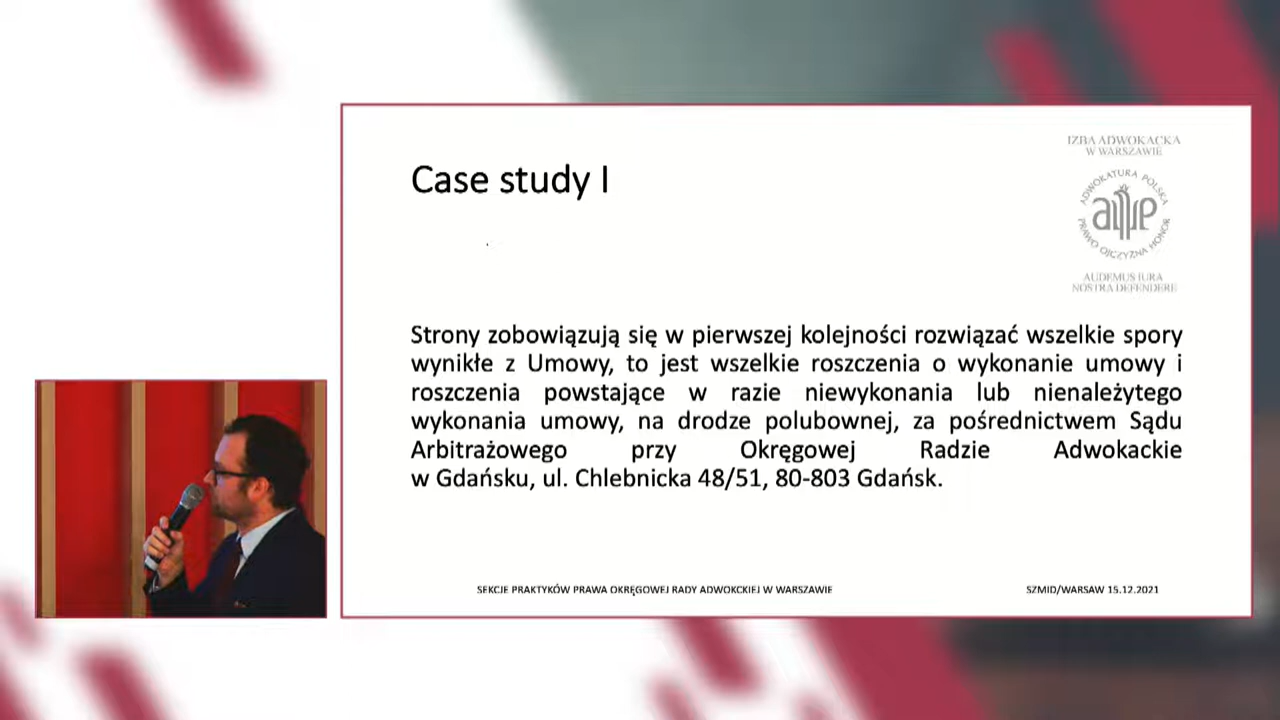 Case study I
IZBA ADWOKACKA
W WARSZAWIE
ADWOKATURA POLSKA
PRAWO OJCZYZNA HONOR
AUDEMUS IURA
NOSTRA DEFENDERE
Strony zobowiązują się w pierwszej kolejności rozwiązać wszelkie spory
wynikłe z Umowy, to jest wszelkie roszczenia o wykonanie umowy i
roszczenia powstające w razie niewykonania lub nienależytego
wykonania umowy, na drodze polubownej, za pośrednictwem Sądu
Arbitrażowego przy Okręgowej Radzie Adwokackie
w Gdańsku, ul. Chlebnicka 48/51, 80-803 Gdańsk.
SEKCJE PRAKTYKÓW PRAWA OKRĘGOWEJ RADY ADWOKCKIEJ W WARSZAWIE
SZMID/WARSAW 15.12.2021